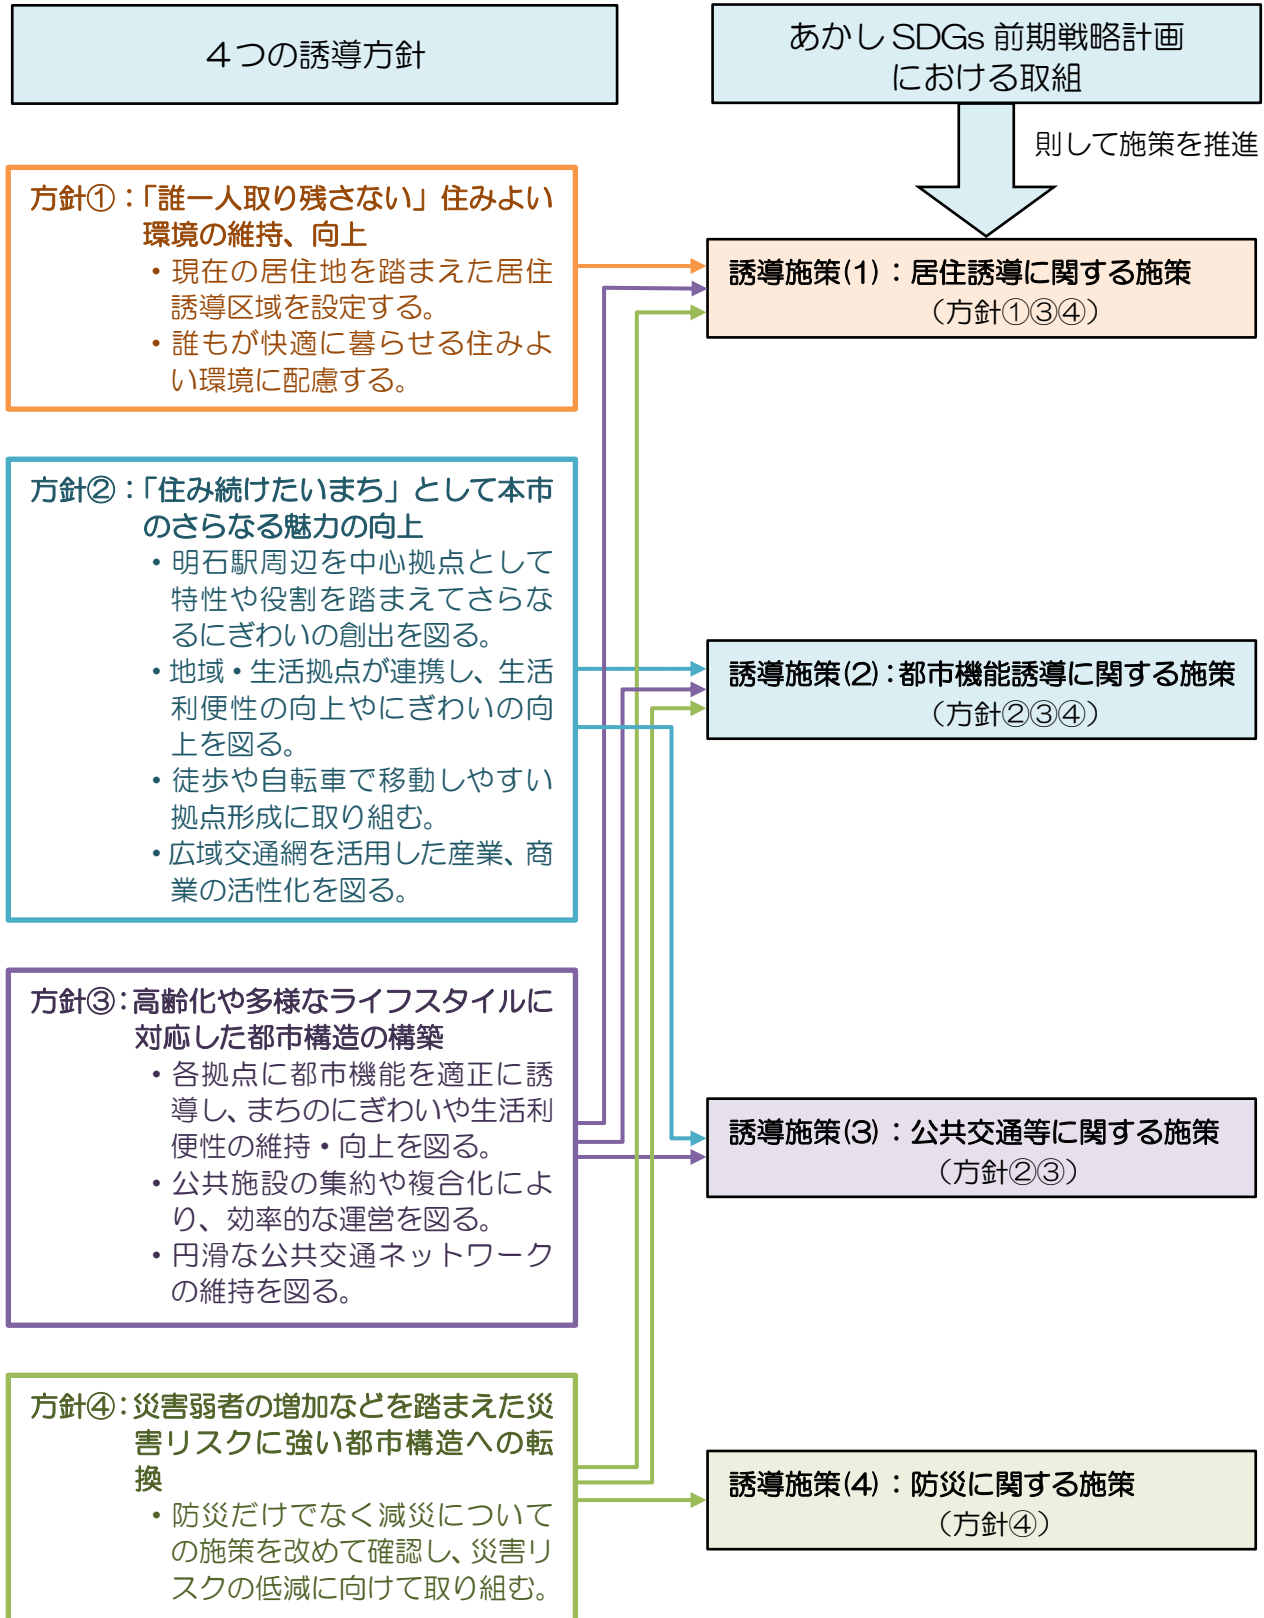 ４つの誘導方針
あかし SDGs 前期戦略計画
における取組
則して施策を推進
方針①：「誰一人取り残さない」住みよい
環境の維持、向上
・現在の居住地を踏まえた居住
誘導区域を設定する。
・誰もが快適に暮らせる住みよ
い環境に配慮する。
方針②：「住み続けたいまち」として本市
のさらなる魅力の向上
・明石駅周辺を中心拠点として
特性や役割を踏まえてさらな
るにぎわいの創出を図る。
・地域・生活拠点が連携し、生活
利便性の向上やにぎわいの向
上を図る。
・徒歩や自転車で移動しやすい
拠点形成に取り組む。
・広域交通網を活用した産業、商
業の活性化を図る。
方針③：高齢化や多様なライフスタイルに
対応した都市構造の構築
・各拠点に都市機能を適正に誘
導し、まちのにぎわいや生活利
便性の維持・向上を図る。
・公共施設の集約や複合化によ
り、効率的な運営を図る。
・円滑な公共交通ネットワーク
の維持を図る。
方針④：災害弱者の増加などを踏まえた災
害リスクに強い都市構造への転
換
・防災だけでなく減災について
の施策を改めて確認し、災害リ
スクの低減に向けて取り組む。
誘導施策(1)：居住誘導に関する施策
（方針①③④）
誘導施策(2)：都市機能誘導に関する施策
（方針②③④）
誘導施策(3)：公共交通等に関する施策
（方針②③）
誘導施策(4)：防災に関する施策
（方針④）